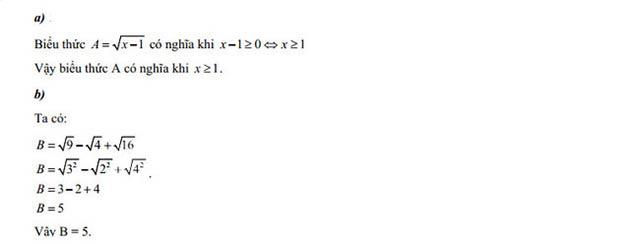 a)
Biểu thức A = √(x−1) có nghĩa khi x−1≥0⇔x≥1
Vậy biểu thức A có nghĩa khi x≥1.
b)
Ta có:
B = √9 − √4 + √16
B = √3² − √2² + √4² .
B = 3−2+4
B = 5
Vây B = 5.